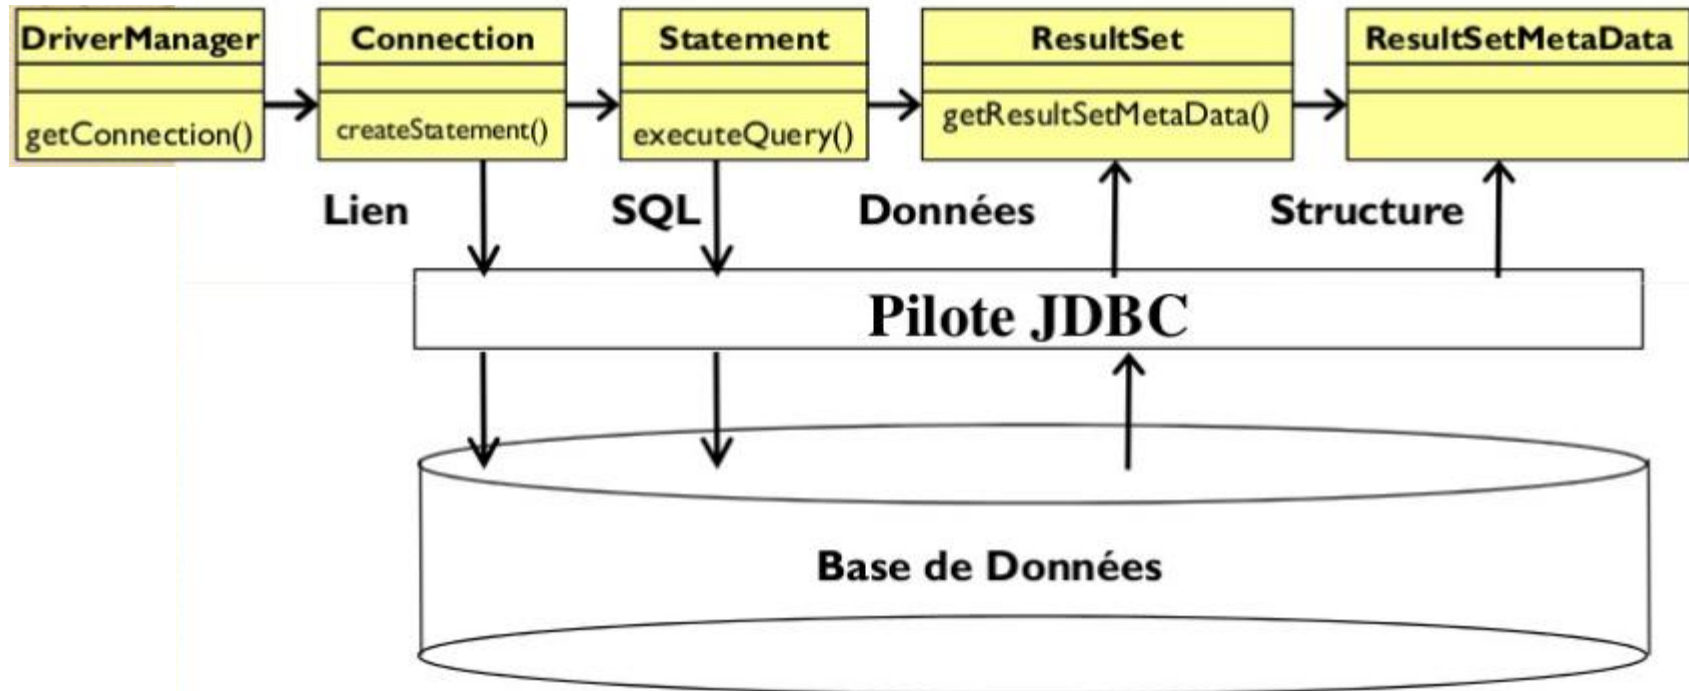 DriverManager
Connection
Statement
ResultSet
ResultSetMetaData
getConnection()
createStatement()
executeQuery()
getResultSetMetaData()
Lien
SQL
Données
Structure
Pilote JDBC
Base de Données